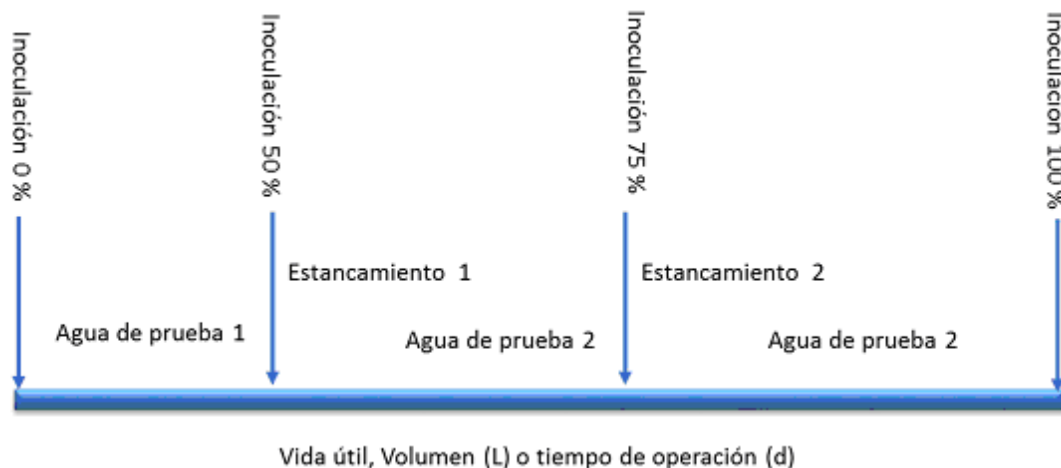 Inoculación 0 %
Inoculación 50 %
Inoculación 75 %
Inoculación 100 %
Estancamiento 1
Estancamiento 2
Agua de prueba 1
Agua de prueba 2
Agua de prueba 2
Vida útil, Volumen (L) o tiempo de operación (d)